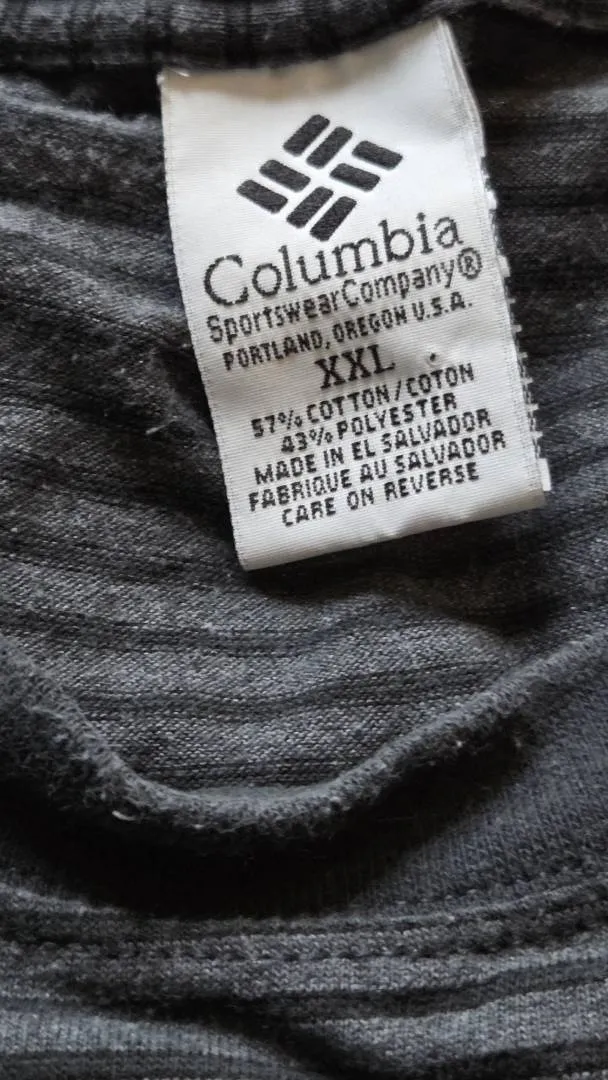 Columbia
SportswearCompany®
PORTLAND, OREGON U.S.A.
XXL
57% COTTON/COTON
43% POLYESTER
MADE IN EL SALVADOR
FABRIQUE AU SALVADOR
CARE ON REVERSE